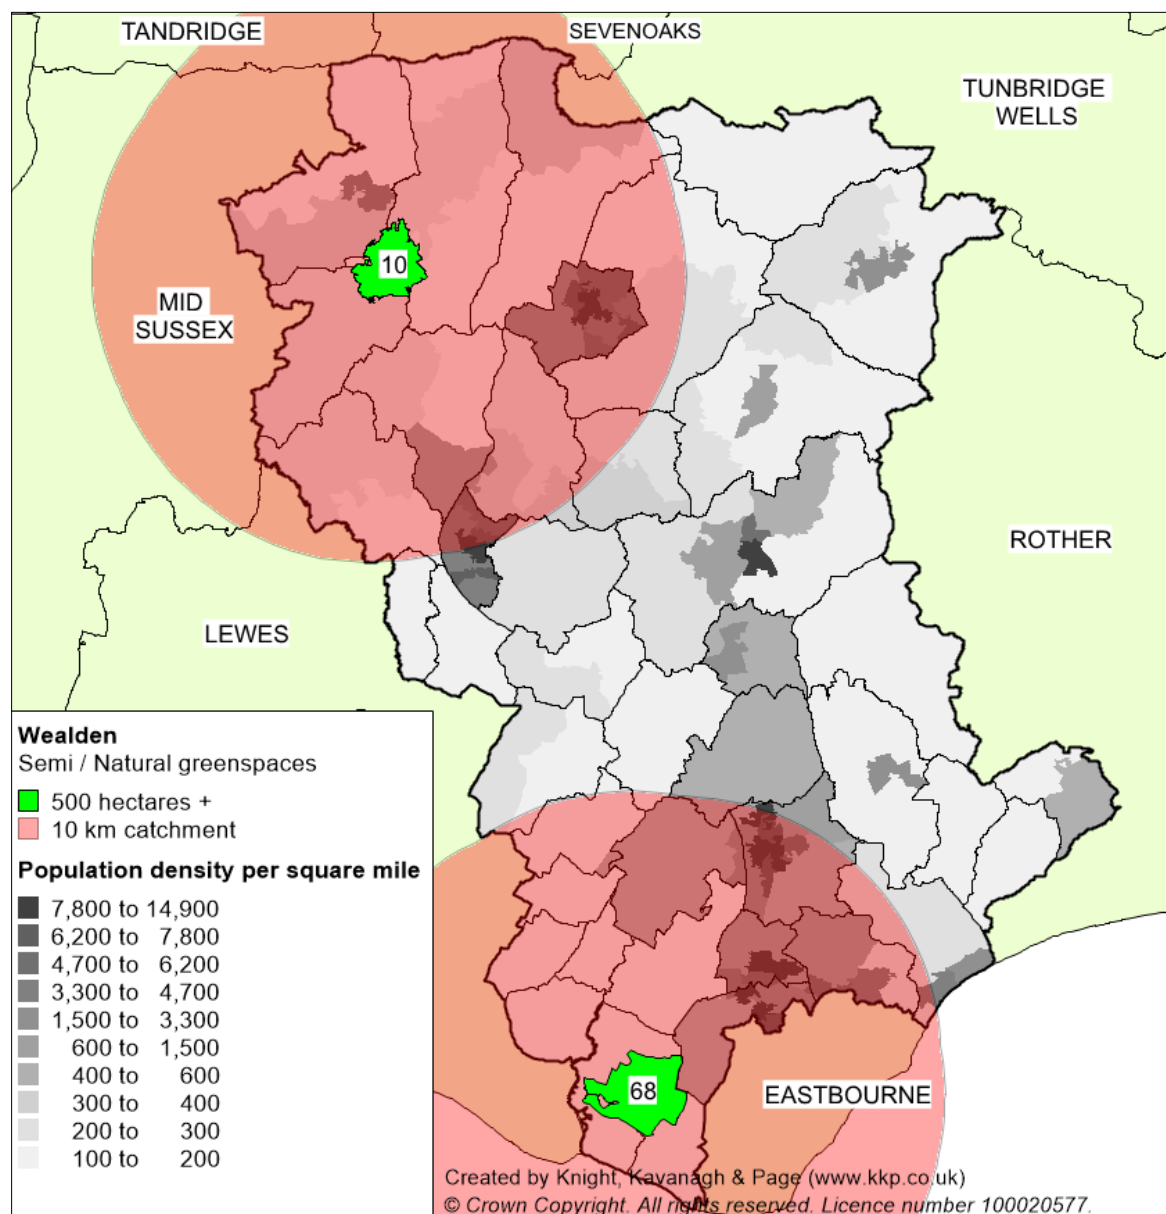 TANDRIDGE
SEVENOAKS
TUNBRIDGE
WELLS
10
MID
SUSSEX
ROTHER
LEWES
Wealden
Semi / Natural greenspaces
500 hectares +
10 km catchment
Population density per square mile
7,800 to 14,900
6,200 to 7,800
4,700 to 6,200
3,300 to 4,700
1,500 to 3,300
600 to 1,500
400 to 600
300 to 400
200 to 300
100 to 200
68
EASTBOURNE
Created by Knight, Kavanagh & Page (www.kkp.co.uk)
© Crown Copyright. All rights reserved. Licence number 100020577.